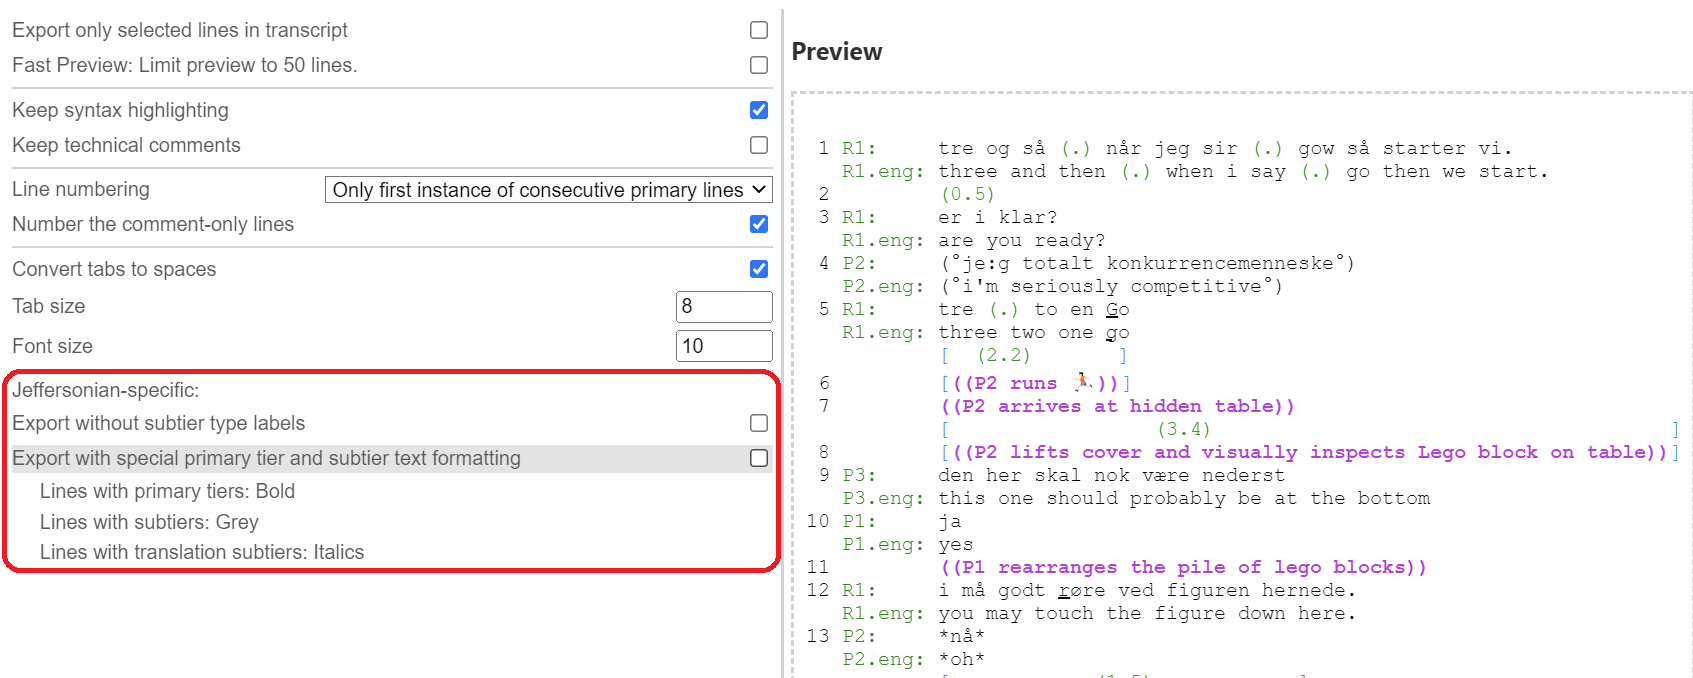 Export only selected lines in transcript
Fast Preview: Limit preview to 50 lines.
Keep syntax highlighting
Keep technical comments
Line numbering Only first instance of consecutive primary lines
Number the comment-only lines
Convert tabs to spaces
Tab size 8
Font size 10
Jeffersonian-specific:
Export without subtier type labels
Export with special primary tier and subtier text formatting
Lines with primary tiers: Bold
Lines with subtiers: Grey
Lines with translation subtiers: Italics
Preview
1 R1: tre og så (.) når jeg sir (.) gow så starter vi.
R1.eng: three and then (.) when i say (.) go then we start.
2 (0.5)
3 R1: er i klar?
R1.eng: are you ready?
4 P2: (°je:g totalt konkurrencemenneske°)
P2.eng: (°i'm seriously competitive°)
5 R1: tre (.) to en Go
R1.eng: three two one go
[ (2.2) ]
6 [((P2 runs 🏃))]
7 ((P2 arrives at hidden table))
[ (3.4) ]
8 [((P2 lifts cover and visually inspects Lego block on table))]
9 P3: den her skal nok være nederst
P3.eng: this one should probably be at the bottom
10 P1: ja
P1.eng: yes
11 ((P1 rearranges the pile of lego blocks))
12 R1: i må godt røre ved figuren hernede.
R1.eng: you may touch the figure down here.
13 P2: *nå*
P2.eng: *oh*